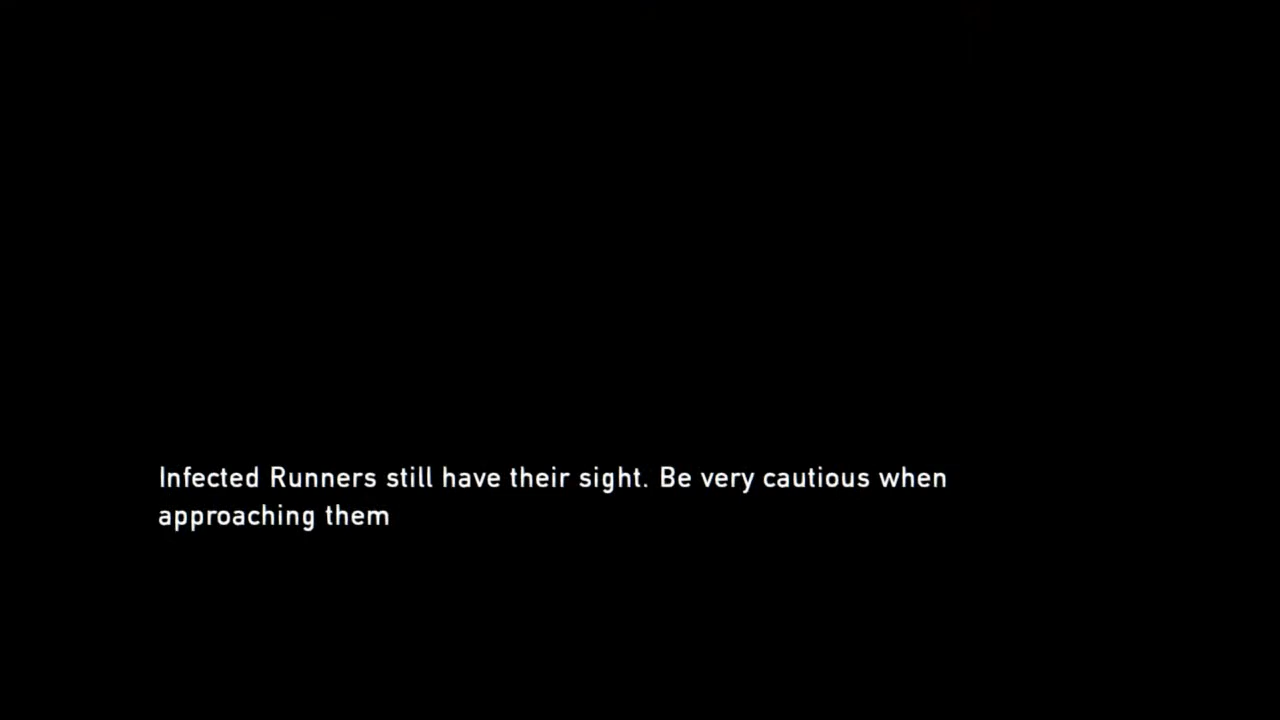 Infected Runners still have their sight. Be very cautious when
approaching them